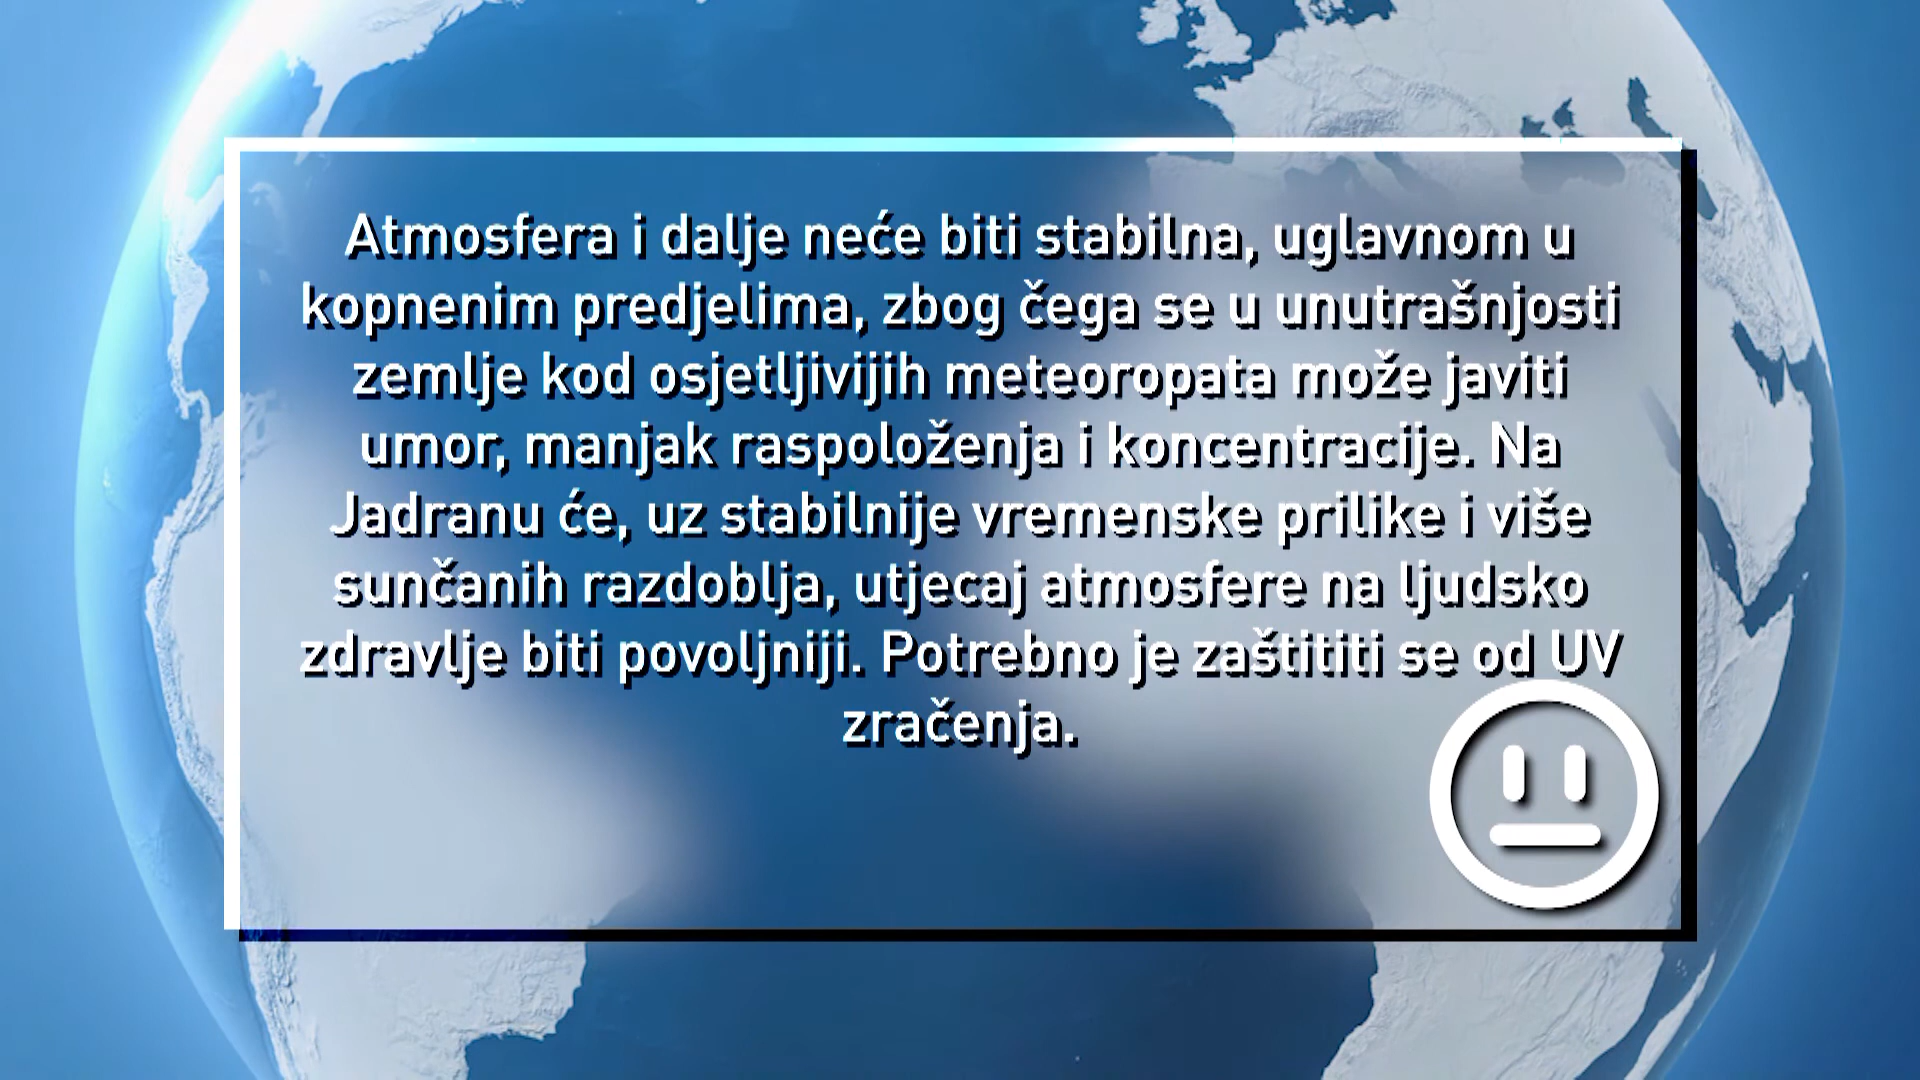 Atmosfera i dalje neće biti stabilna, uglavnom u
kopnenim predjelima, zbog čega se u unutrašnjosti
zemlje kod osjetljivijih meteoropata može javiti
umor, manjak raspoloženja i koncentracije. Na
Jadranu će, uz stabilnije vremenske prilike i više
sunčanih razdoblja, utjecaj atmosfere na ljudsko
zdravlje biti povoljniji. Potrebno je zaštititi se od UV
zračenja.